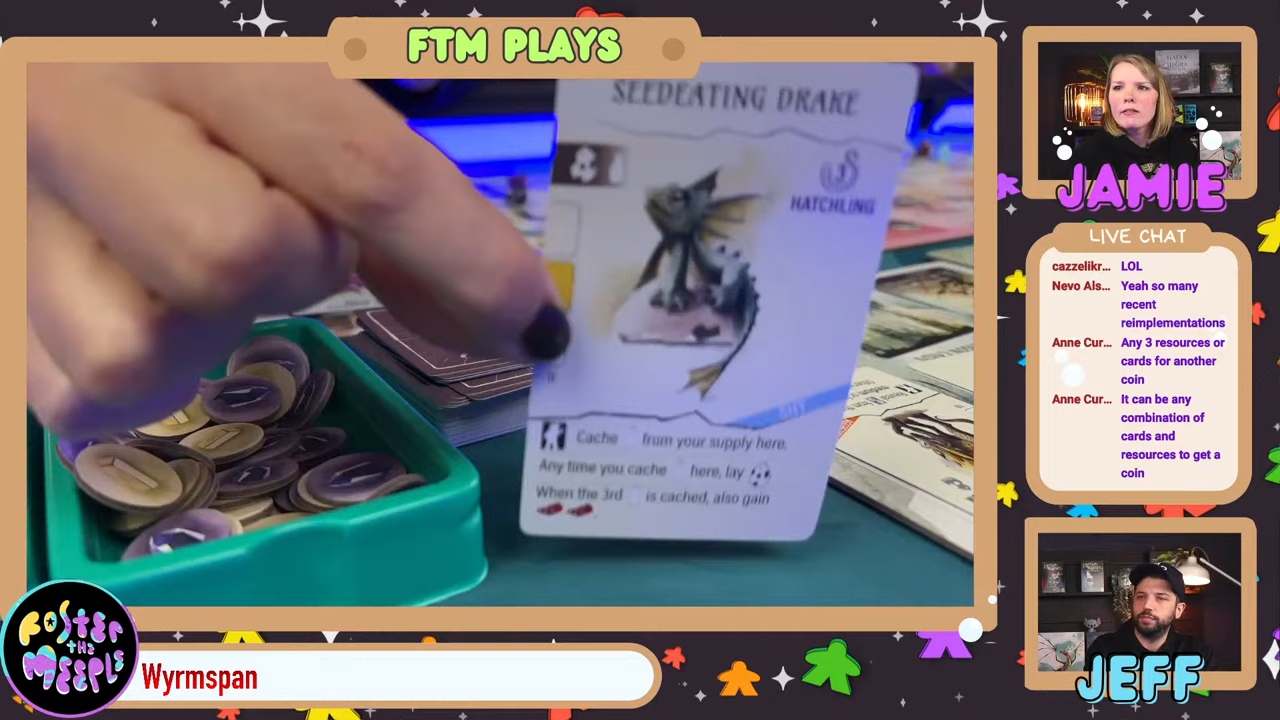 FTM PLAYS
SEEDEATING DRAKE
HATCHLING
Cache from your supply here.
Any time you cache here, lay
When the 3rd is cached, also gain
JAMIE
LIVE CHAT
cazzelikr... LOL
Nevo Als... Yeah so many
recent
reimplementations
Anne Cur... Any 3 resources or
cards for another
coin
Anne Cur... It can be any
combination of
cards and
resources to get a
coin
JEFF
FOSTER
THE
MEEPLE
Wyrmspan